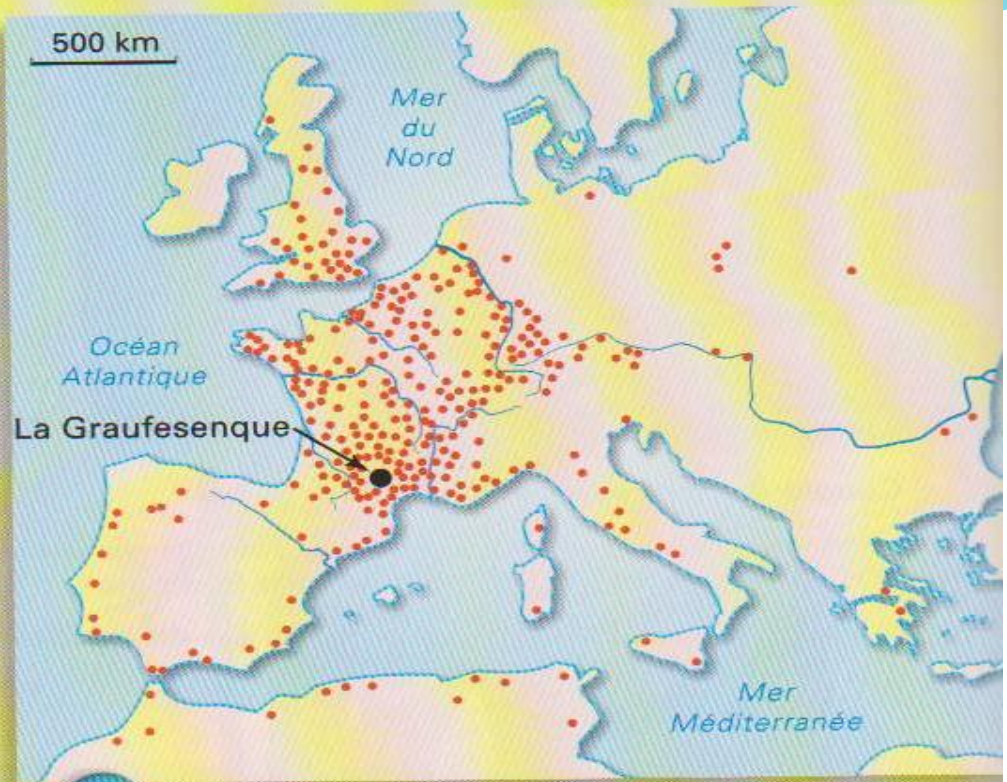 500 km
Mer
du
Nord
Océan
Atlantique
La Graufesenque
Mer
Méditerranée